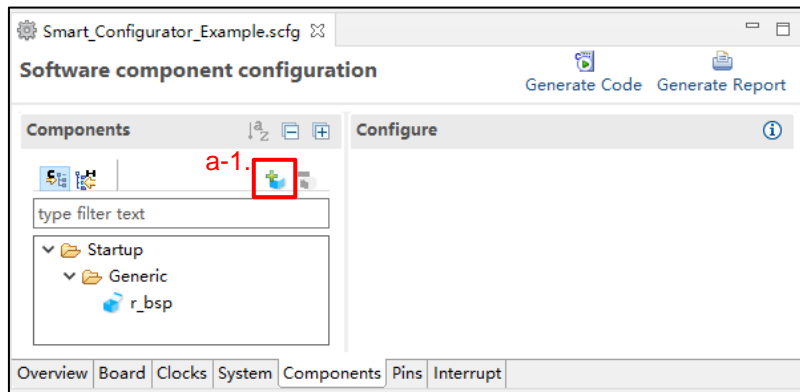 Smart_Configurator_Example.scfg
Software component configuration
Generate Code Generate Report
Components
Configure
a-1.
type filter text
Startup
Generic
r_bsp
Overview Board Clocks System Components Pins Interrupt